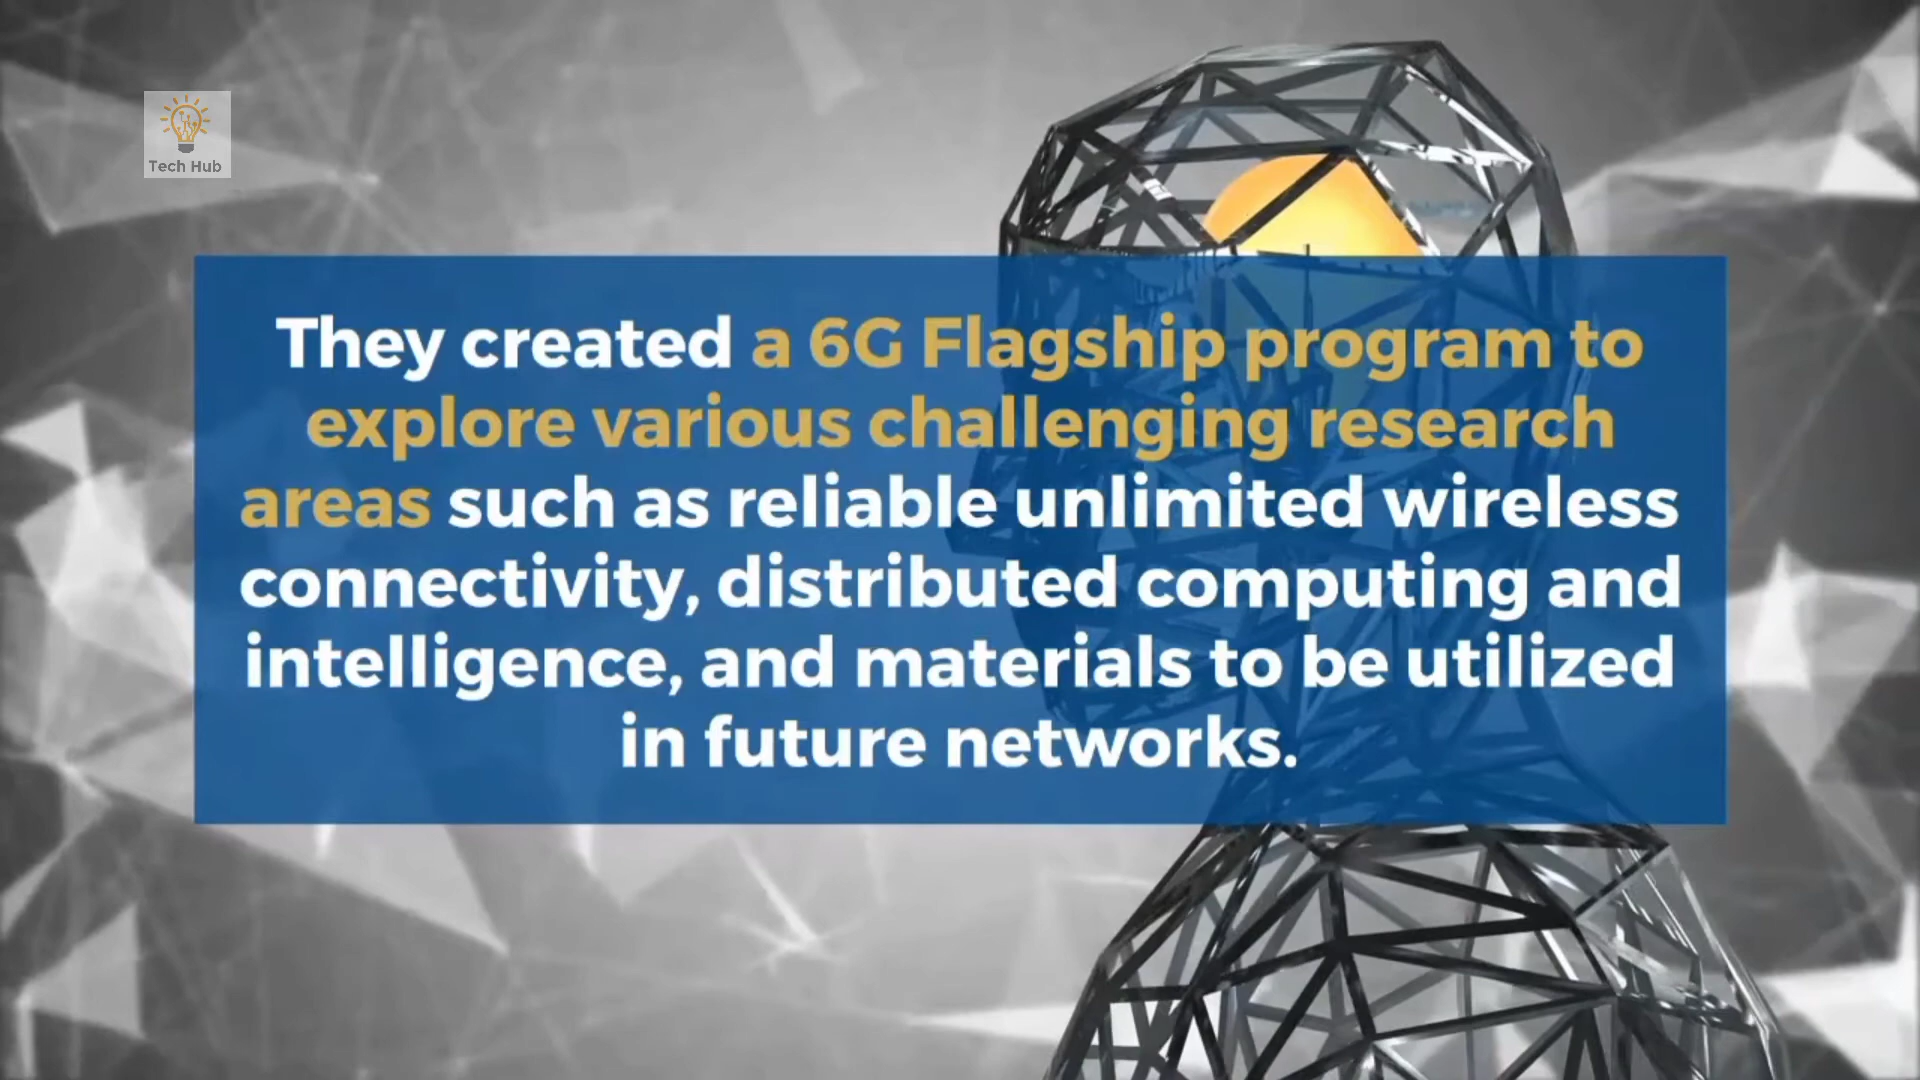 Tech Hub
They created a 6G Flagship program to
explore various challenging research
areas such as reliable unlimited wireless
connectivity, distributed computing and
intelligence, and materials to be utilized
in future networks.